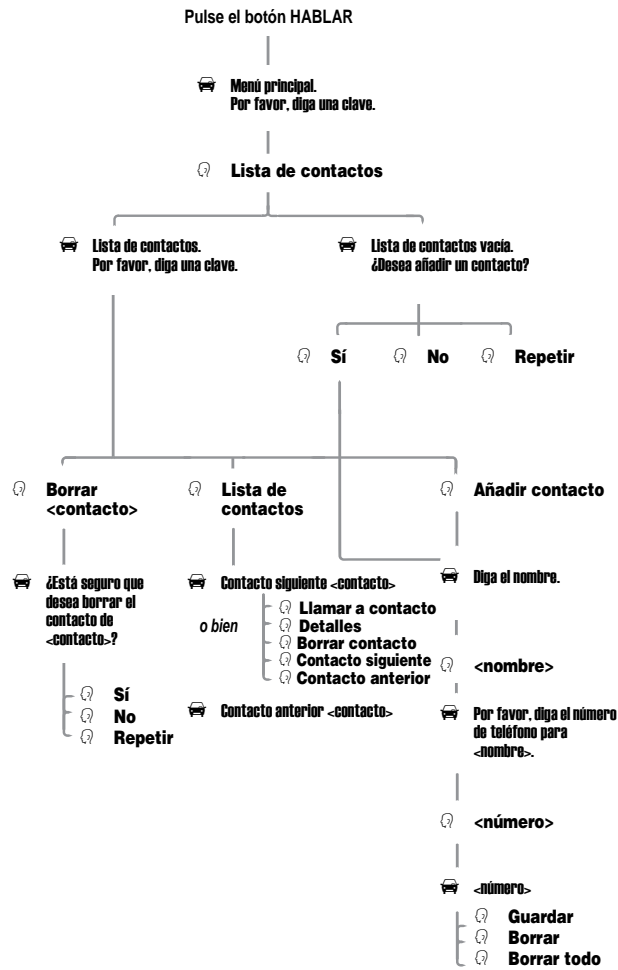 Pulse el botón HABLAR
Menú principal.
Por favor, diga una clave.
Lista de contactos
Lista de contactos.
Por favor, diga una clave.
Lista de contactos vacía.
¿Desea añadir un contacto?
Sí
No
Repetir
Borrar
<contacto>
Lista de
contactos
Añadir contacto
¿Está seguro que
desea borrar el
contacto de
<contacto>?
Sí
No
Repetir
Contacto siguiente <contacto>
o bien
Llamar a contacto
Detalles
Borrar contacto
Contacto siguiente
Contacto anterior
Contacto anterior <contacto>
Diga el nombre.
<nombre>
Por favor, diga el número
de teléfono para
<nombre>.
<número>
<número>
Guardar
Borrar
Borrar todo